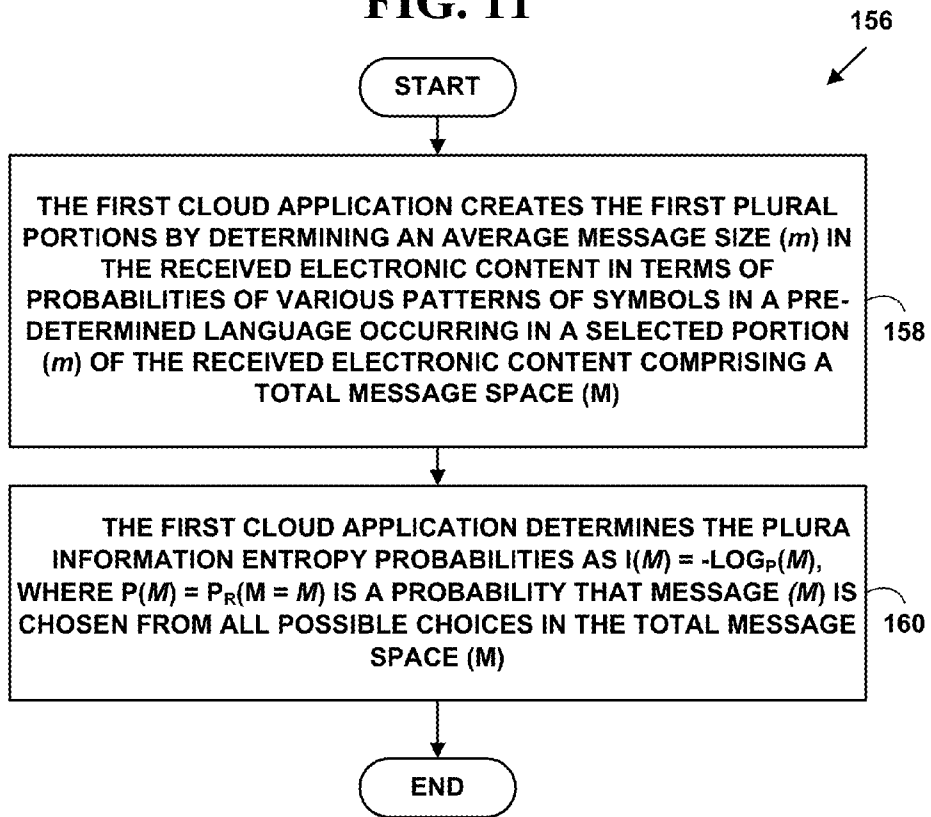 FIG. 11
156
START
THE FIRST CLOUD APPLICATION CREATES THE FIRST PLURAL
PORTIONS BY DETERMINING AN AVERAGE MESSAGE SIZE (m) IN
THE RECEIVED ELECTRONIC CONTENT IN TERMS OF
PROBABILITIES OF VARIOUS PATTERNS OF SYMBOLS IN A PRE-
DETERMINED LANGUAGE OCCURRING IN A SELECTED PORTION
(m) OF THE RECEIVED ELECTRONIC CONTENT COMPRISING A
TOTAL MESSAGE SPACE (M)
158
THE FIRST CLOUD APPLICATION DETERMINES THE PLURA
INFORMATION ENTROPY PROBABILITIES AS I(M) = -LOGP(M),
WHERE P(M) = PR(M = M) IS A PROBABILITY THAT MESSAGE (M) IS
CHOSEN FROM ALL POSSIBLE CHOICES IN THE TOTAL MESSAGE
SPACE (M)
160
END